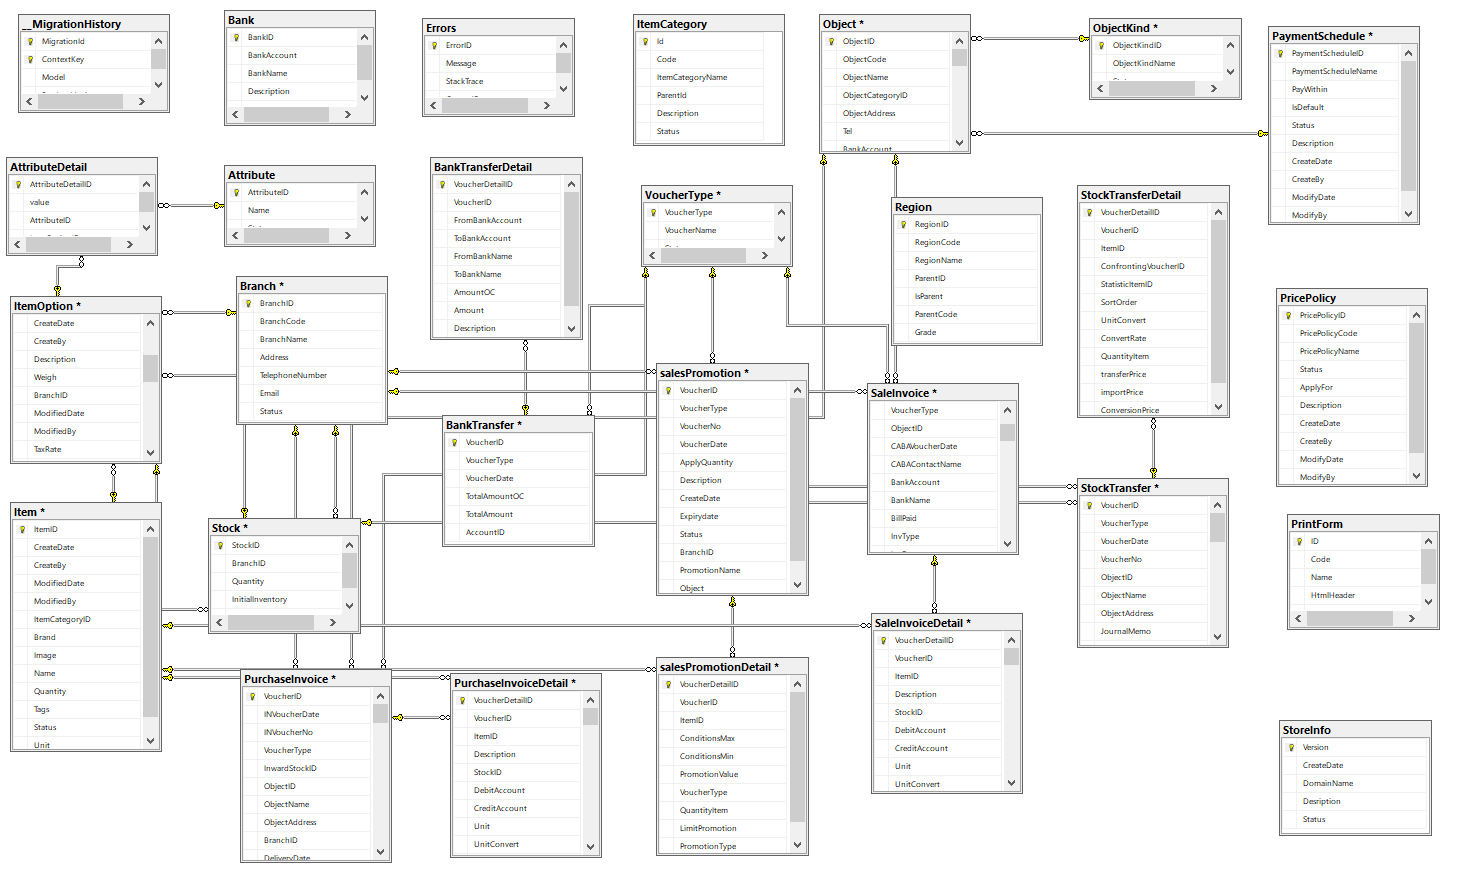 __MigrationHistory
MigrationId
ContextKey
Model
Bank
BankID
BankAccount
BankName
Description
Errors
ErrorID
Message
StackTrace
ItemCategory
Id
Code
ItemCategoryName
ParentId
Description
Status
Object *
ObjectID
ObjectCode
ObjectName
ObjectCategoryID
ObjectAddress
Tel
BankAccount
ObjectKind *
ObjectKindID
ObjectKindName
PaymentSchedule *
PaymentScheduleID
PaymentScheduleName
PayWithin
IsDefault
Status
Description
CreateDate
CreateBy
ModifyDate
ModifyBy
AttributeDetail
AttributeDetailID
value
AttributeID
Attribute
AttributeID
Name
BankTransferDetail
VoucherDetailID
VoucherID
FromBankAccount
ToBankAccount
FromBankName
ToBankName
AmountOC
Amount
Description
VoucherType *
VoucherType
VoucherName
Region
RegionID
RegionCode
RegionName
ParentID
IsParent
ParentCode
Grade
StockTransferDetail
VoucherDetailID
VoucherID
ItemID
ConfrontingVoucherID
StatisticItemID
SortOrder
UnitConvert
ConvertRate
QuantityItem
transferPrice
importPrice
ConversionPrice
ItemOption *
CreateDate
CreateBy
Description
Weigh
BranchID
ModifiedDate
ModifiedBy
TaxRate
Branch *
BranchID
BranchCode
BranchName
Address
TelephoneNumber
Email
Status
PricePolicy
PricePolicyID
PricePolicyCode
PricePolicyName
Status
ApplyFor
Description
CreateDate
CreateBy
ModifyDate
ModifyBy
salesPromotion *
VoucherID
VoucherType
VoucherNo
VoucherDate
ApplyQuantity
Description
CreateDate
Expirydate
Status
BranchID
PromotionName
Object
SaleInvoice *
VoucherType
ObjectID
CABAVoucherDate
CABAContactName
BankAccount
BankName
BillPaid
InvType
BankTransfer *
VoucherID
VoucherType
VoucherDate
TotalAmountOC
TotalAmount
AccountID
StockTransfer *
VoucherID
VoucherType
VoucherDate
VoucherNo
ObjectID
ObjectName
ObjectAddress
JournalMemo
Item *
ItemID
CreateDate
CreateBy
ModifiedDate
ModifiedBy
ItemCategoryID
Brand
Image
Name
Quantity
Tags
Status
Unit
Stock *
StockID
BranchID
Quantity
InitialInventory
PrintForm
ID
Code
Name
HtmlHeader
SaleInvoiceDetail *
VoucherDetailID
VoucherID
ItemID
Description
StockID
DebitAccount
CreditAccount
Unit
UnitConvert
PurchaseInvoice *
VoucherID
INVoucherDate
INVoucherNo
VoucherType
InwardStockID
ObjectID
ObjectName
ObjectAddress
BranchID
DeliveryDate
PurchaseInvoiceDetail *
VoucherDetailID
VoucherID
ItemID
Description
StockID
DebitAccount
CreditAccount
Unit
UnitConvert
salesPromotionDetail *
VoucherDetailID
VoucherID
ItemID
ConditionsMax
ConditionsMin
PromotionValue
VoucherType
QuantityItem
LimitPromotion
PromotionType
StoreInfo
Version
CreateDate
DomainName
Desription
Status